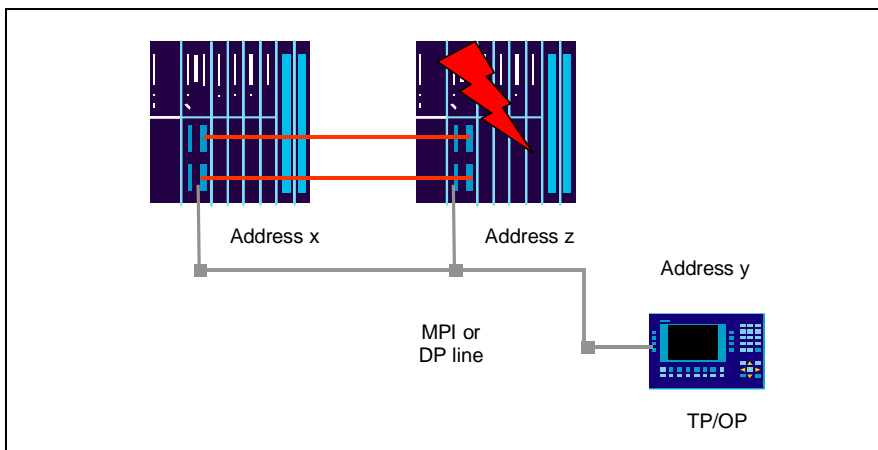 Address x
Address z
Address y
MPI or
DP line
TP/OP